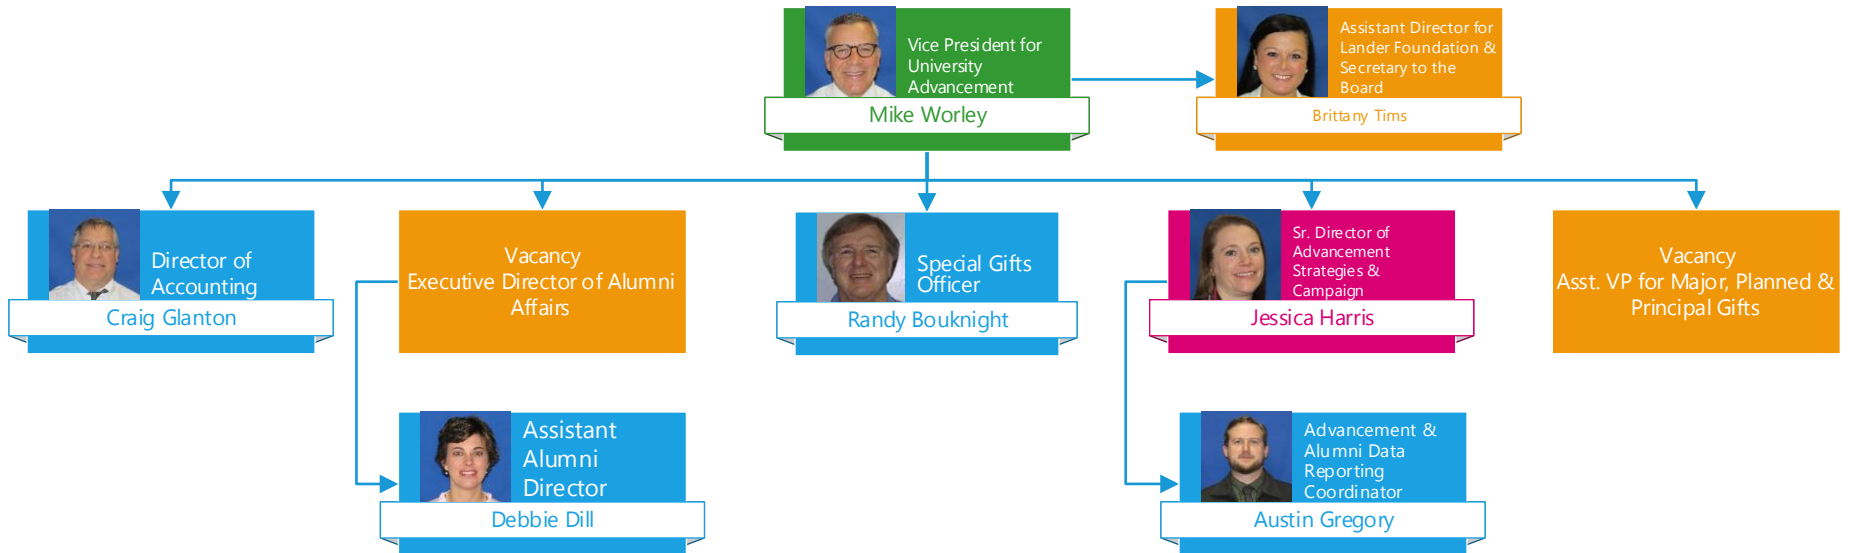 Vice President for
University
Advancement
Mike Worley
Assistant Director for
Lander Foundation &
Secretary to the
Board
Brittany Tims
Director of
Accounting
Craig Glanton
Vacancy
Executive Director of Alumni
Affairs
Special Gifts
Officer
Randy Bouknight
Sr. Director of
Advancement
Strategies &
Campaign
Jessica Harris
Vacancy
Asst. VP for Major, Planned &
Principal Gifts
Assistant
Alumni
Director
Debbie Dill
Advancement &
Alumni Data
Reporting
Coordinator
Austin Gregory